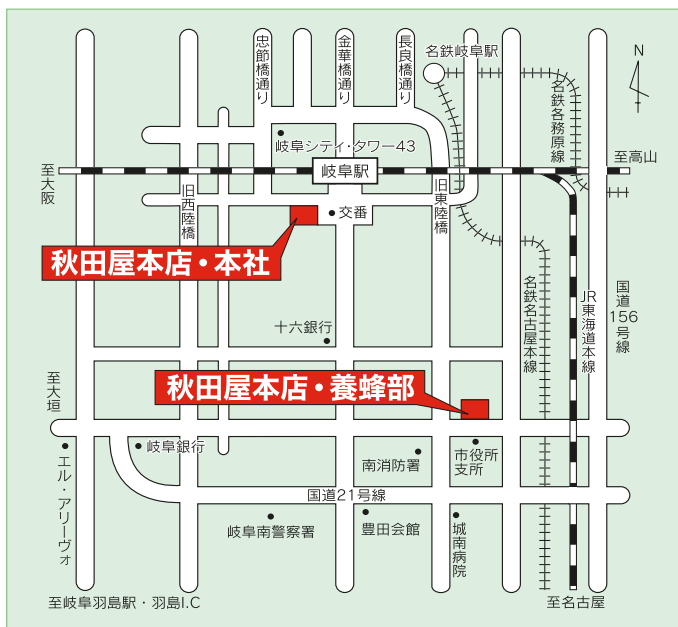 忠節橋通り
金華橋通り
長良橋通り
名鉄岐阜駅
N
名鉄各務原線
岐阜シティ・タワー43
岐阜駅
至高山
至大阪
旧西陸橋
交番
旧東陸橋
秋田屋本店・本社
名鉄名古屋本線
JR東海道本線
国道156号線
十六銀行
秋田屋本店・養蜂部
至大垣
岐阜銀行
エル・アリーヴォ
南消防署
市役所
支所
国道21号線
岐阜南警察署
豊田会館
城南病院
至岐阜羽島駅・羽島I.C
至名古屋